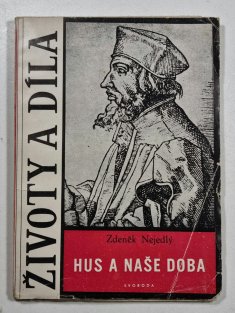 ŽIVOTY A DÍLA
Zdeněk Nejedlý
HUS A NAŠE DOBA
SVOBODA